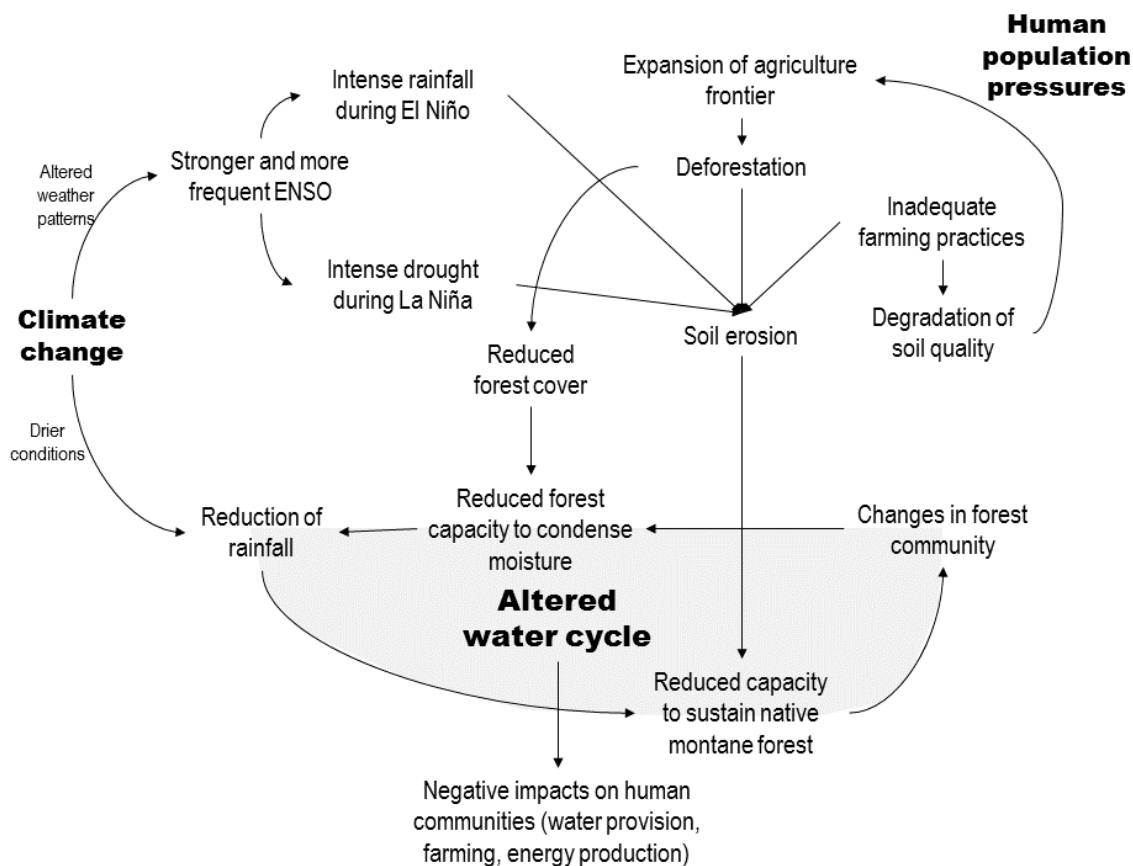 Human
population
pressures
Intense rainfall
during El Niño
Expansion of agriculture
frontier
Altered
weather
patterns
Stronger and more
frequent ENSO
Deforestation
Inadequate
farming practices
Intense drought
during La Niña
Climate
change
Soil erosion
Degradation of
soil quality
Reduced
forest cover
Drier
conditions
Reduction of
rainfall
Reduced forest
capacity to condense
moisture
Changes in forest
community
Altered
water cycle
Reduced capacity
to sustain native
montane forest
Negative impacts on human
communities (water provision,
farming, energy production)